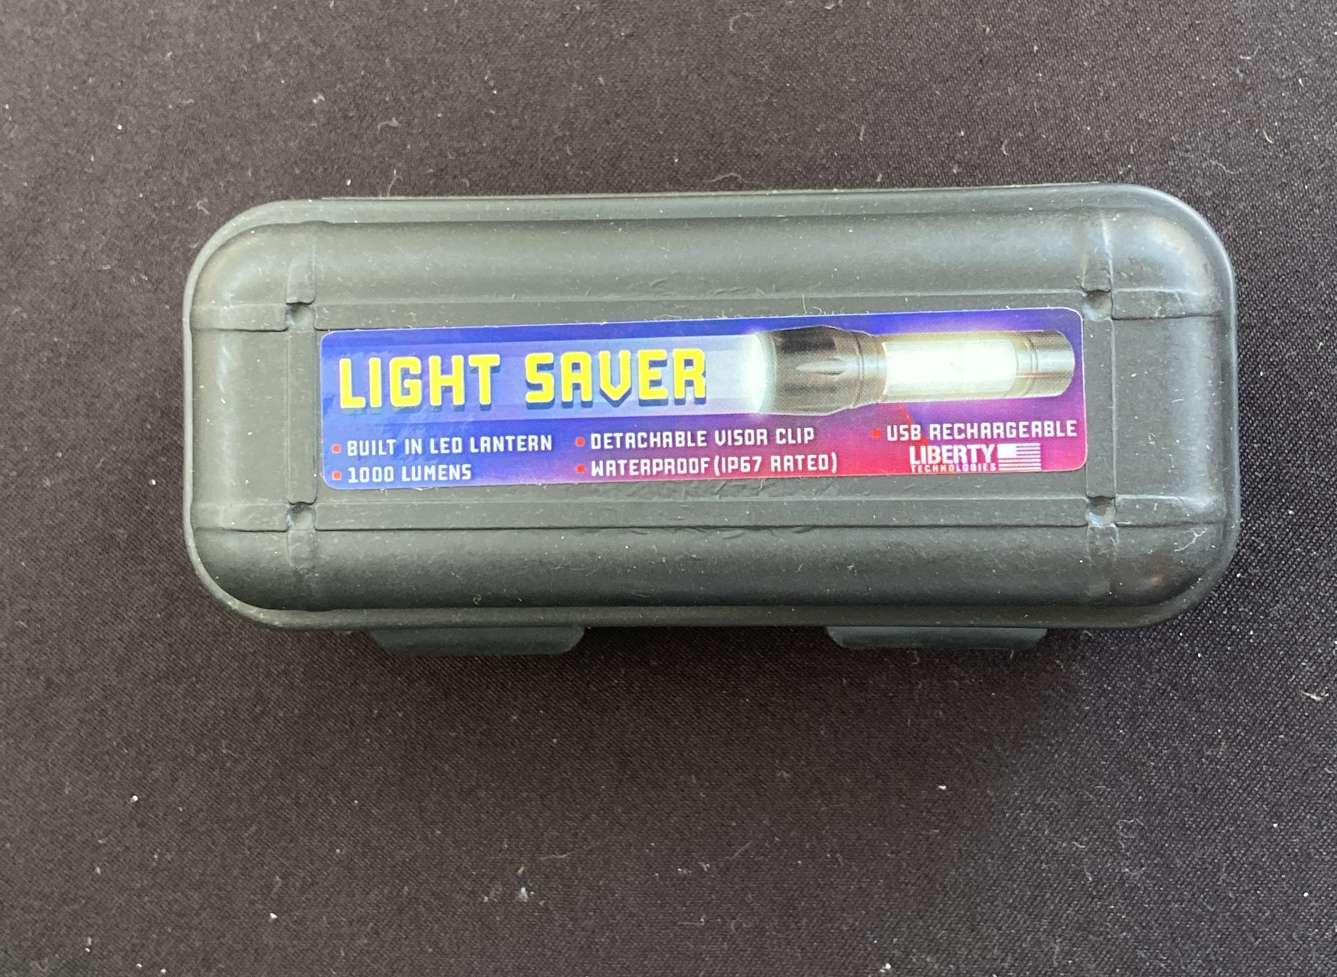 LIGHT SAVER
BUILT IN LED LANTERN
1000 LUMENS
DETACHABLE VISOR CLIP
WATERPROOF (IP67 RATED)
USB RECHARGEABLE
LIBERTY
TECHNOLOGIES